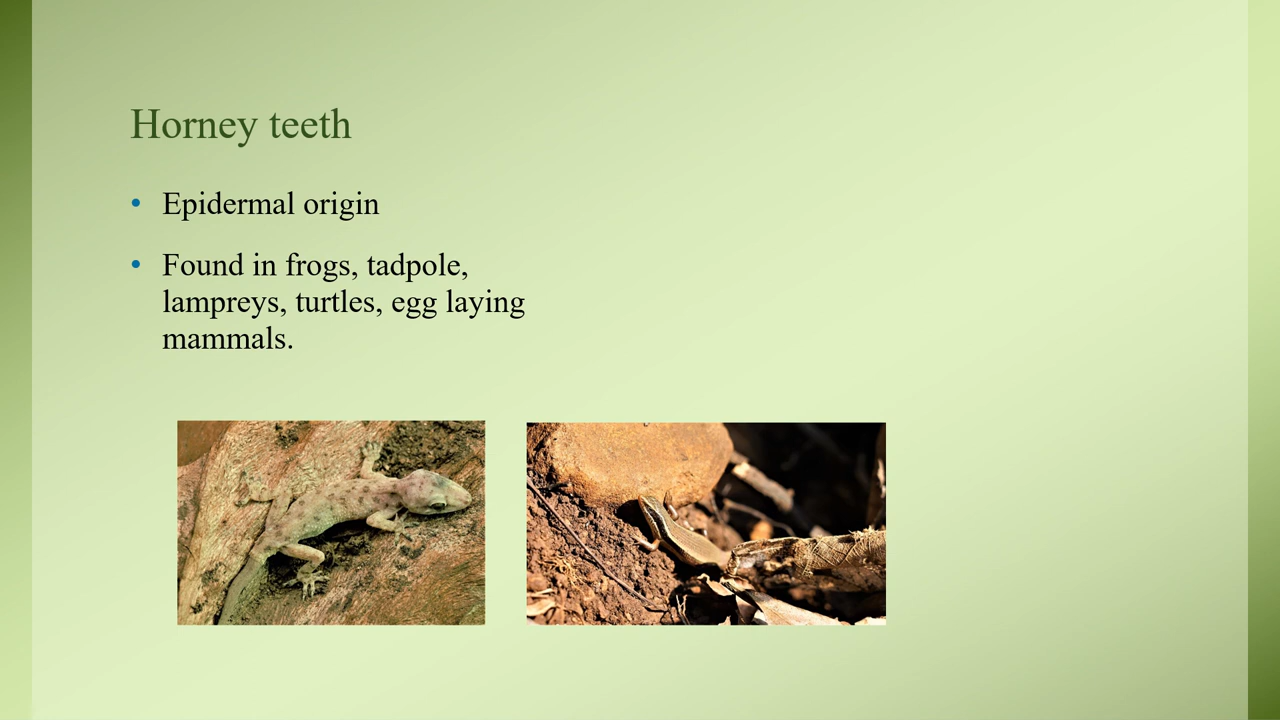 Horney teeth
• Epidermal origin
• Found in frogs, tadpole,
lampreys, turtles, egg laying
mammals.